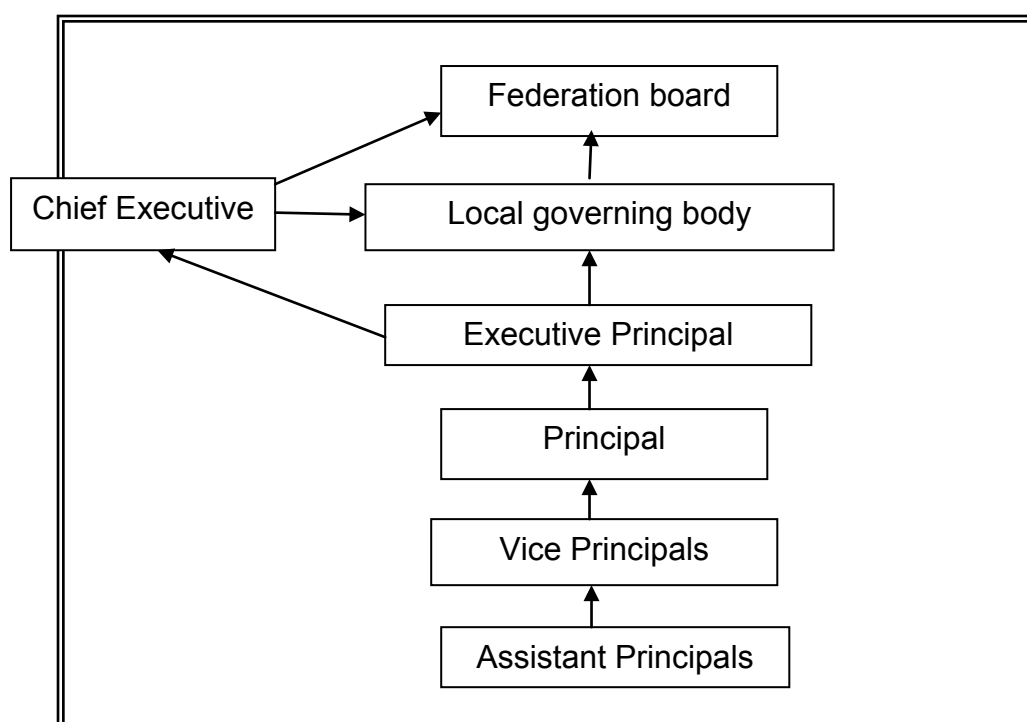 Federation board
Chief Executive
Local governing body
Executive Principal
Principal
Vice Principals
Assistant Principals